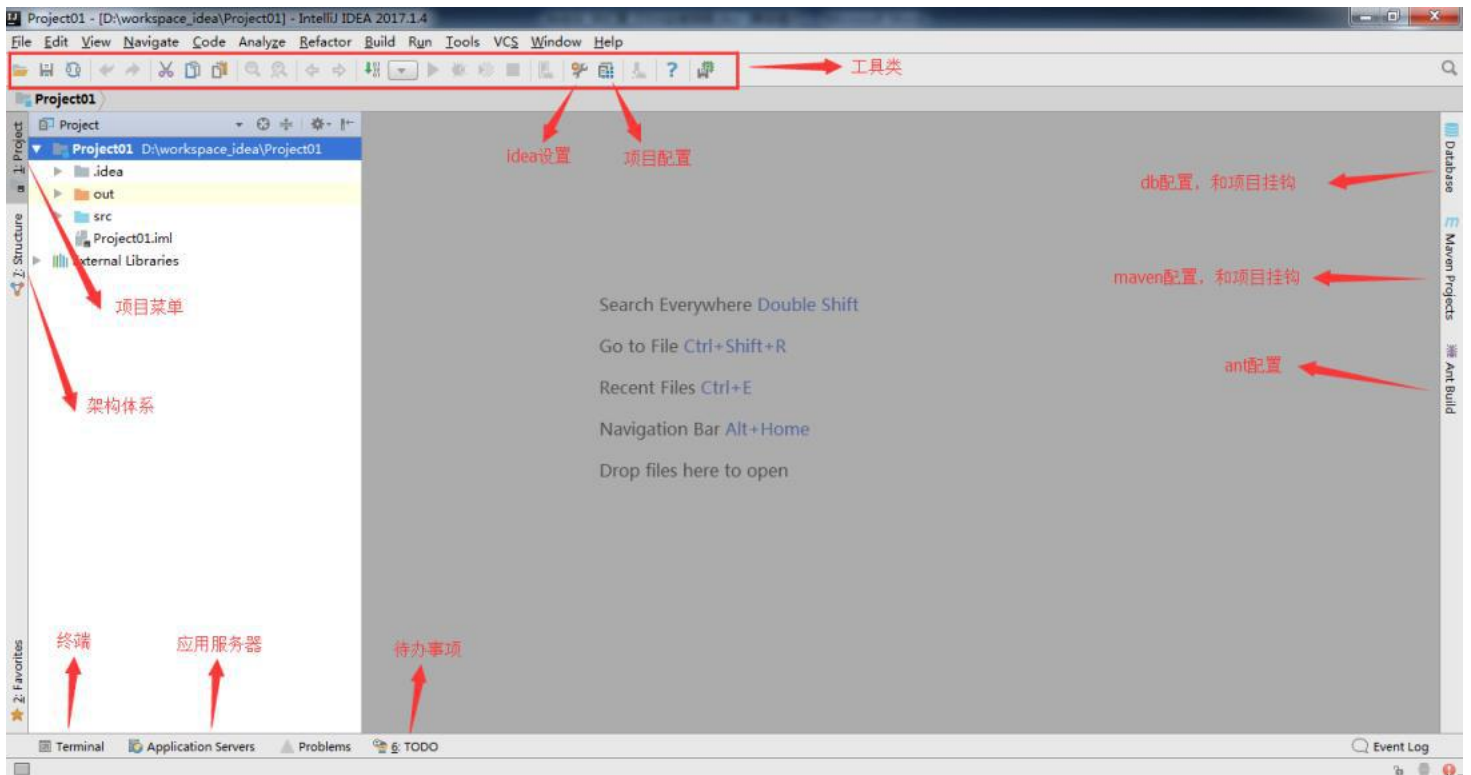 Project01 - [D:\workspace_idea\Project01] - IntelliJ IDEA 2017.1.4
File Edit View Navigate Code Analyze Refactor Build Run Tools VCS Window Help
工具类
Project01
1: Project
Project
Project01 D:\workspace_idea\Project01
.idea
out
src
Project01.iml
External Libraries
7: Structure
2: Favorites
idea设置
项目配置
项目菜单
架构体系
Search Everywhere Double Shift
Go to File Ctrl+Shift+R
Recent Files Ctrl+E
Navigation Bar Alt+Home
Drop files here to open
db配置，和项目挂钩
maven配置，和项目挂钩
ant配置
Database
Maven Projects
Ant Build
终端
应用服务器
待办事项
Terminal
Application Servers
Problems
6: TODO
Event Log